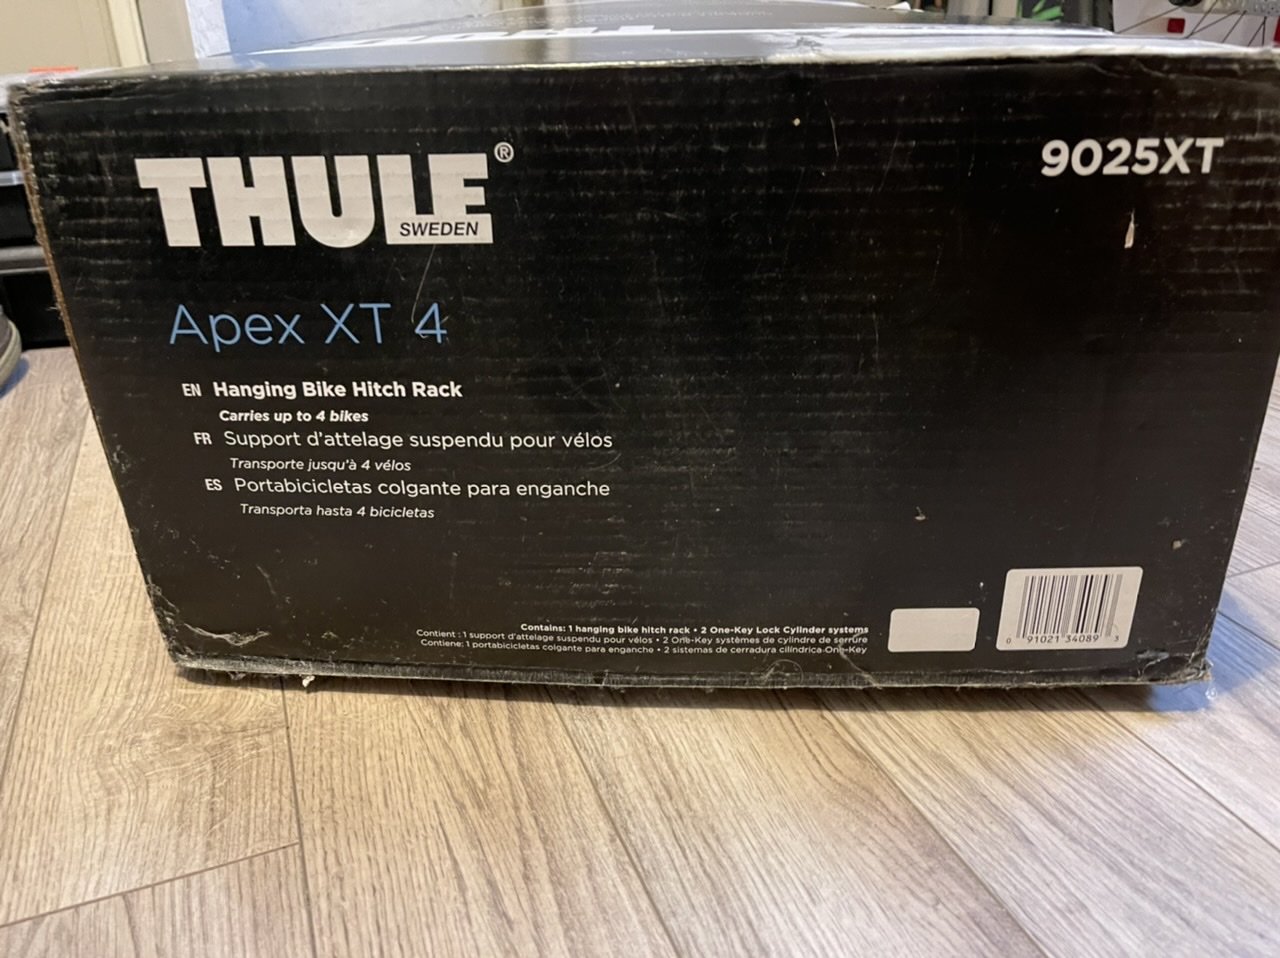 THULE®
SWEDEN
9025XT
Apex XT 4
EN Hanging Bike Hitch Rack
Carries up to 4 bikes
FR Support d'attelage suspendu pour vélos
Transporte jusqu'à 4 vélos
ES Portabicicletas colgante para enganche
Transporta hasta 4 bicicletas
Contains: 1 hanging bike hitch rack • 2 One-Key Lock Cylinder systems
Contient : 1 support d'attelage suspendu pour vélos • 2 One-Key systèmes de cylindre de serrure
Contiene: 1 portabicicletas colgante para enganche • 2 sistemas de cerradura cilíndrica One-Key
0 91021 34089 3